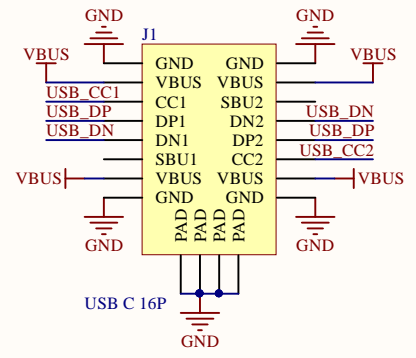 GND GND
J1
VBUS GND GND VBUS
VBUS VBUS
USB_CC1 CC1 SBU2
USB_DP DP1 DN2 USB_DN
USB_DN DN1 DP2 USB_DP
SBU1 CC2 USB_CC2
VBUS VBUS VBUS VBUS
GND GND
PAD PAD PAD PAD
GND GND
USB C 16P
GND